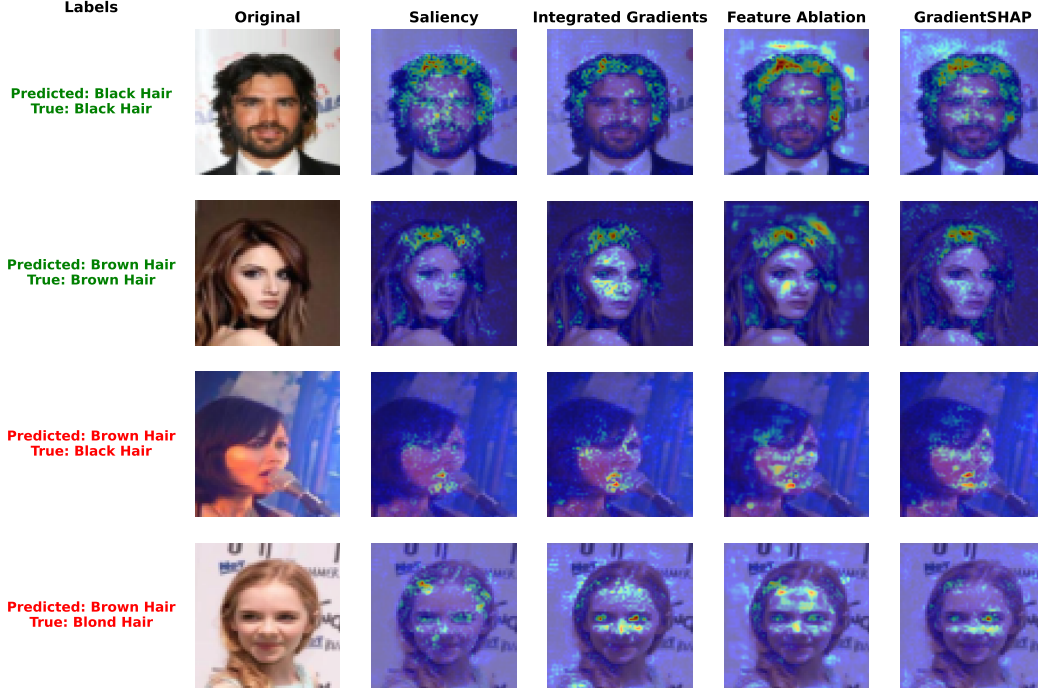 Labels
Original
Saliency
Integrated Gradients
Feature Ablation
GradientSHAP
Predicted: Black Hair
True: Black Hair
Predicted: Brown Hair
True: Brown Hair
Predicted: Brown Hair
True: Black Hair
Predicted: Brown Hair
True: Blond Hair